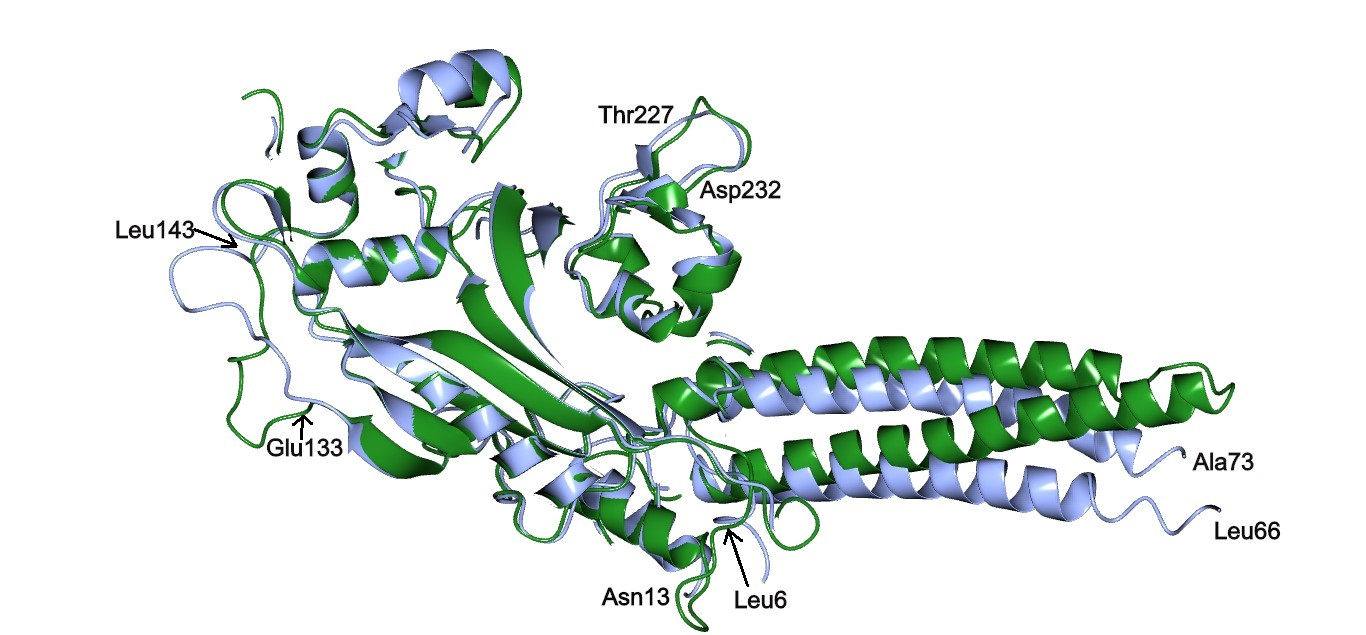 Thr227
Asp232
Leu143
Glu133
Ala73
Leu66
Asn13
Leu6